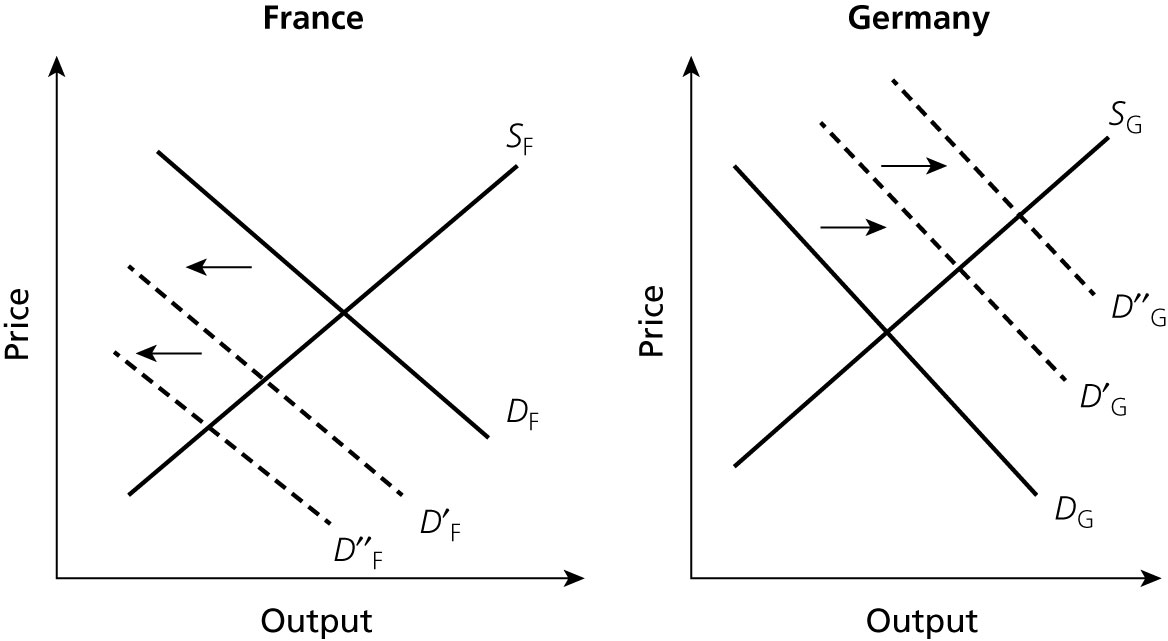 France
Price
S_F
D_F
D′_F
D″_F
Output
Germany
Price
S_G
D″_G
D′_G
D_G
Output